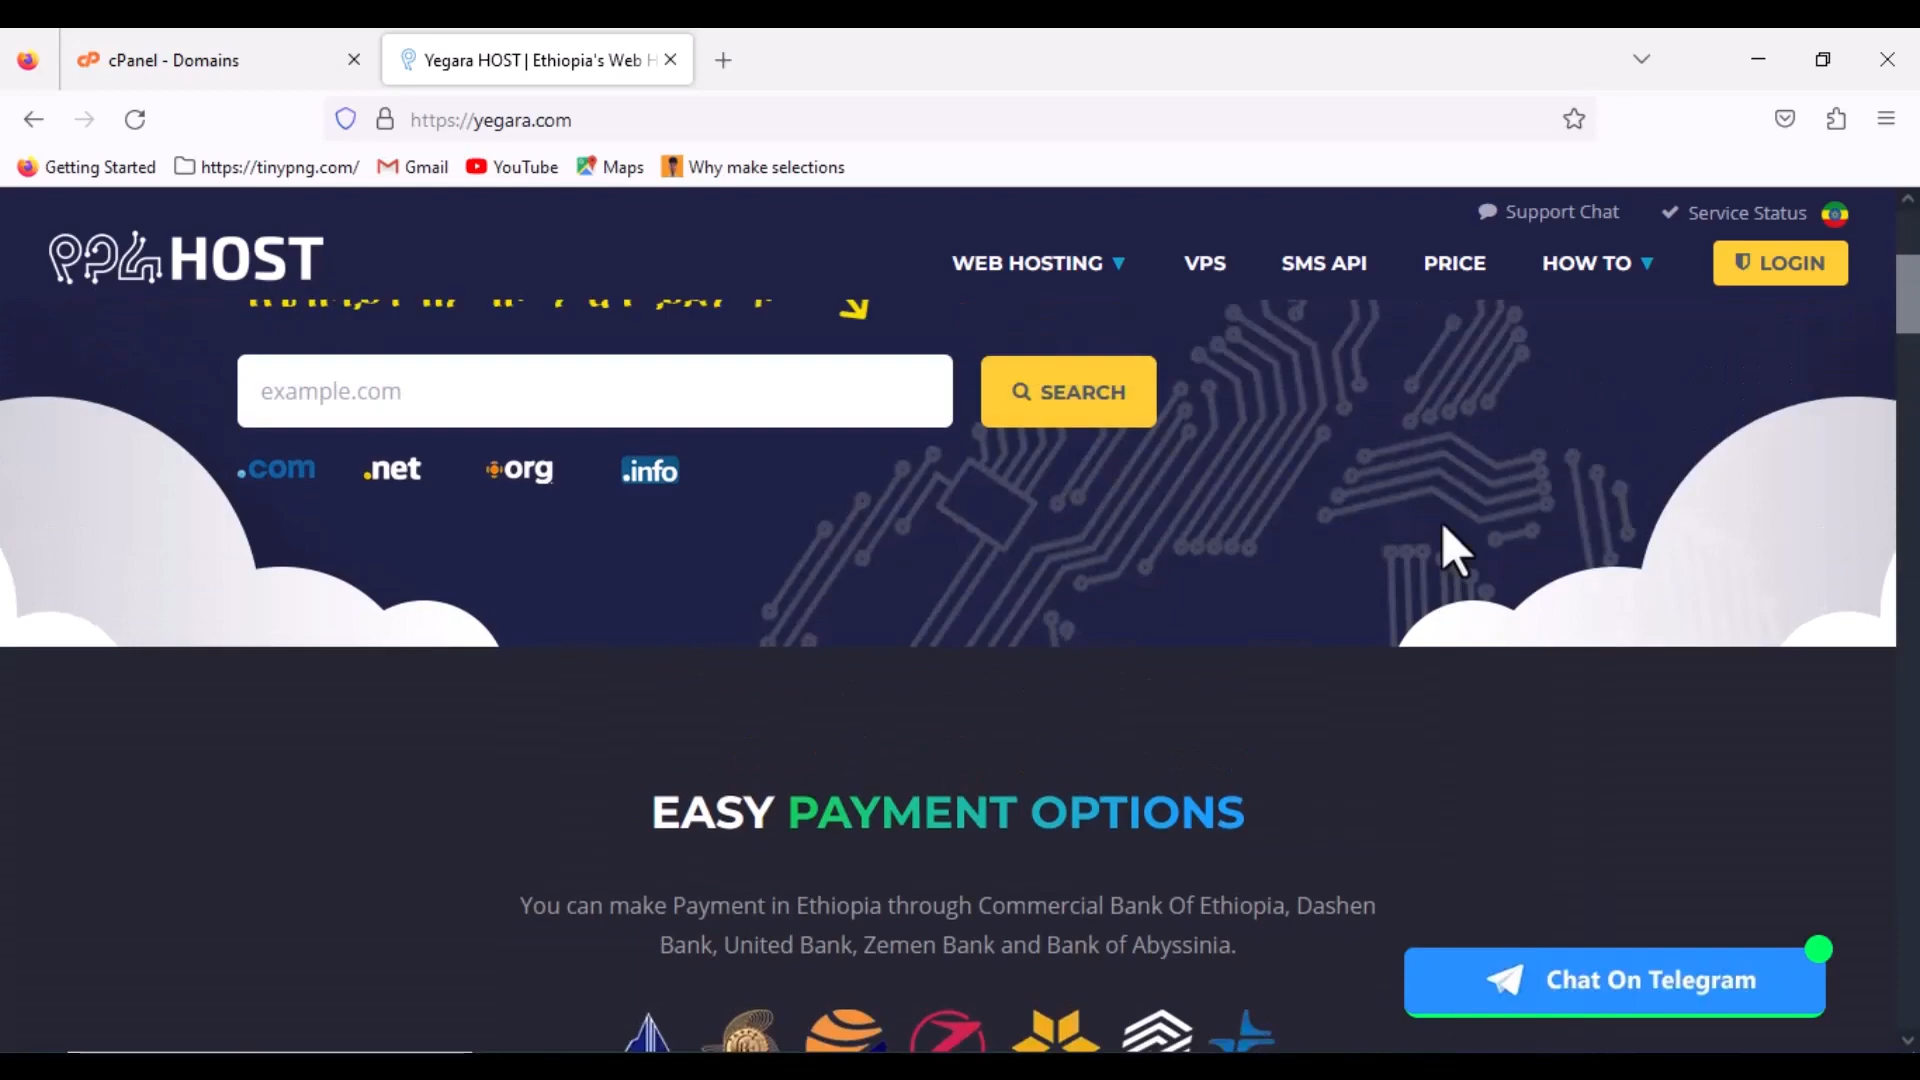 cPanel - Domains
Yegara HOST | Ethiopia's Web H
https://yegara.com
Getting Started
https://tinypng.com/
Gmail
YouTube
Maps
Why make selections
Support Chat
Service Status
የጋራ HOST
WEB HOSTING
VPS
SMS API
PRICE
HOW TO
LOGIN
example.com
SEARCH
.com
.net
org
.info
EASY PAYMENT OPTIONS
You can make Payment in Ethiopia through Commercial Bank Of Ethiopia, Dashen
Bank, United Bank, Zemen Bank and Bank of Abyssinia.
Chat On Telegram